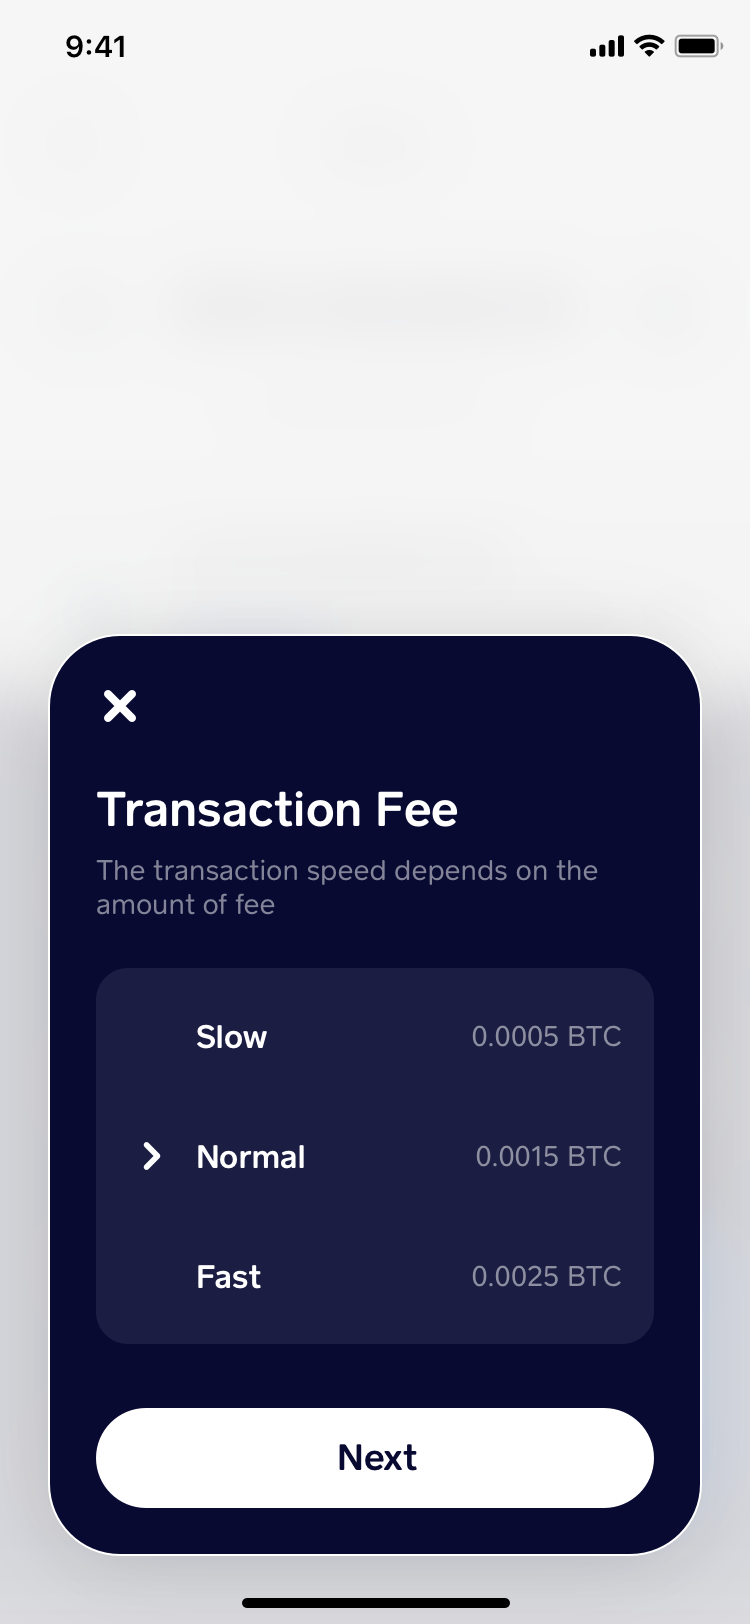 9:41
Transaction Fee
The transaction speed depends on the
amount of fee
Slow 0.0005 BTC
Normal 0.0015 BTC
Fast 0.0025 BTC
Next